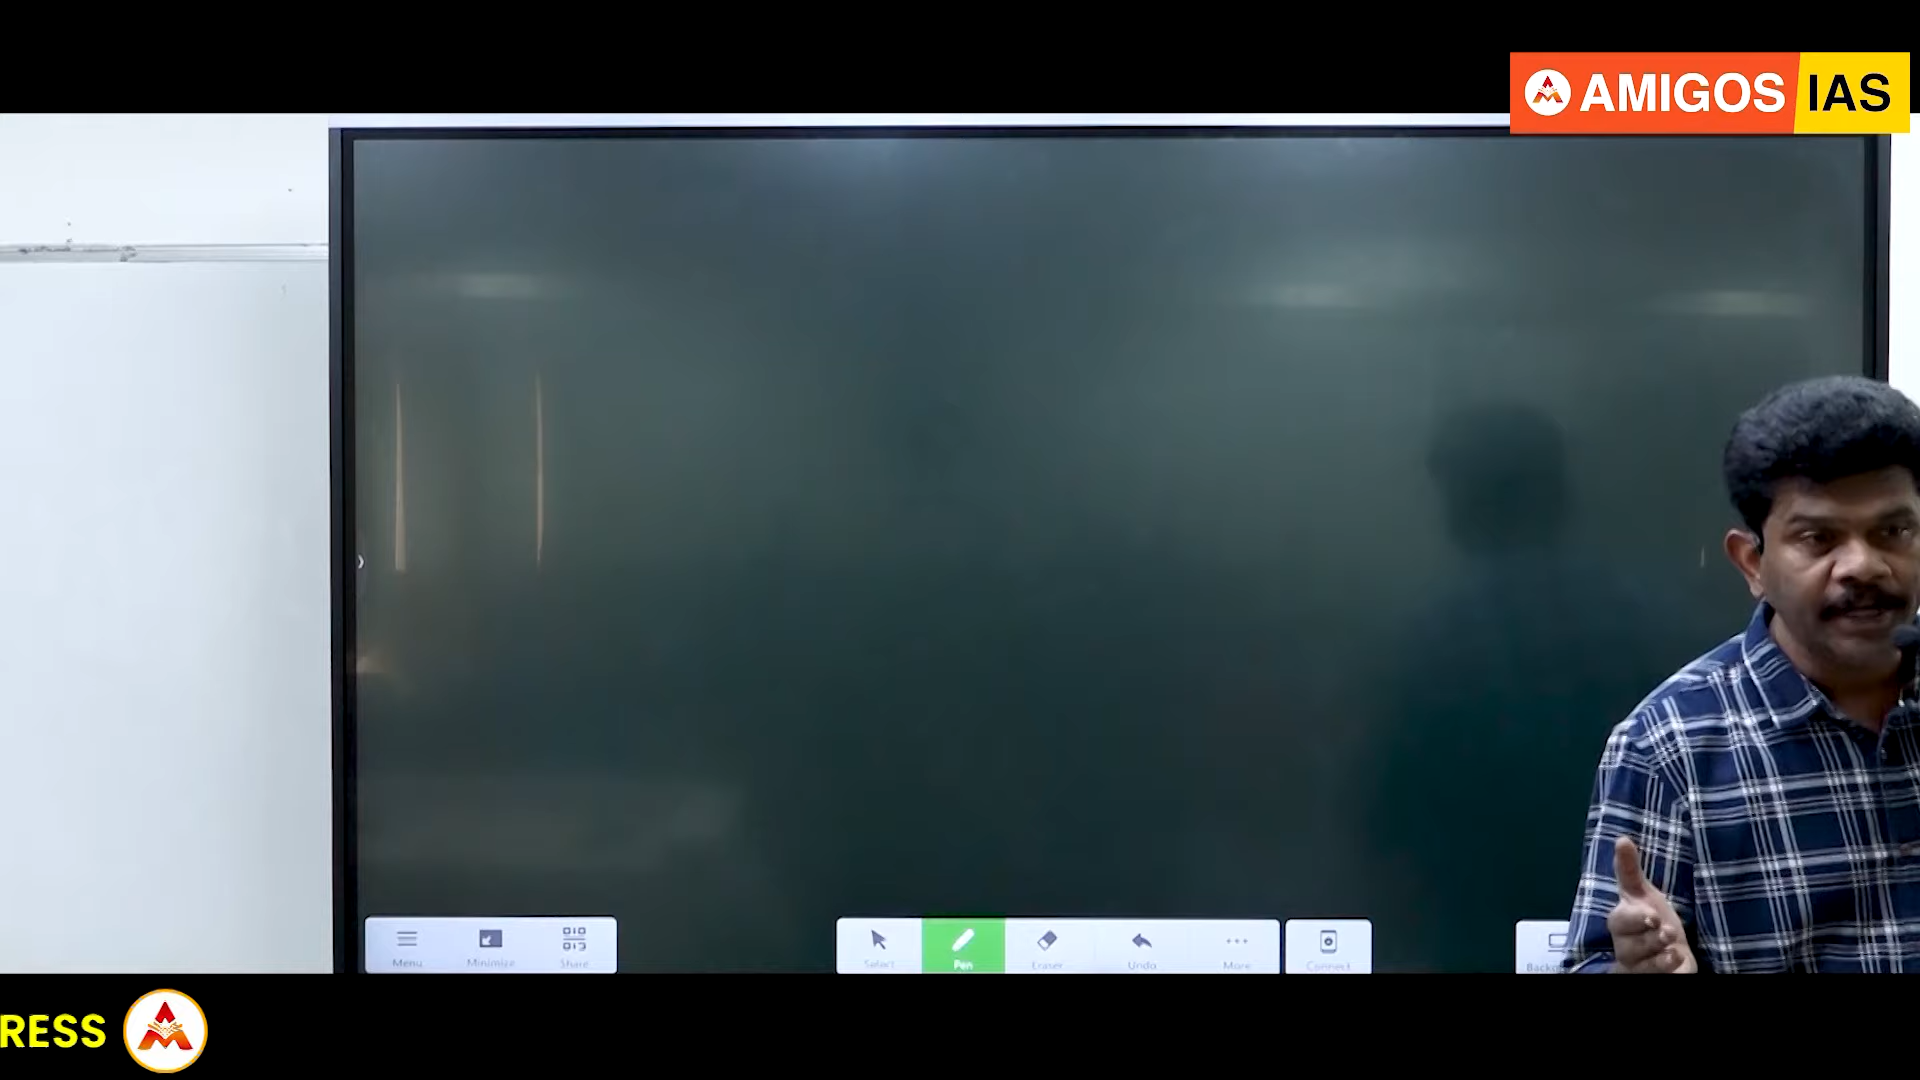 AMIGOS IAS
Menu
Minimize
Share
Select
Pen
Eraser
Undo
More
Connect
RESS